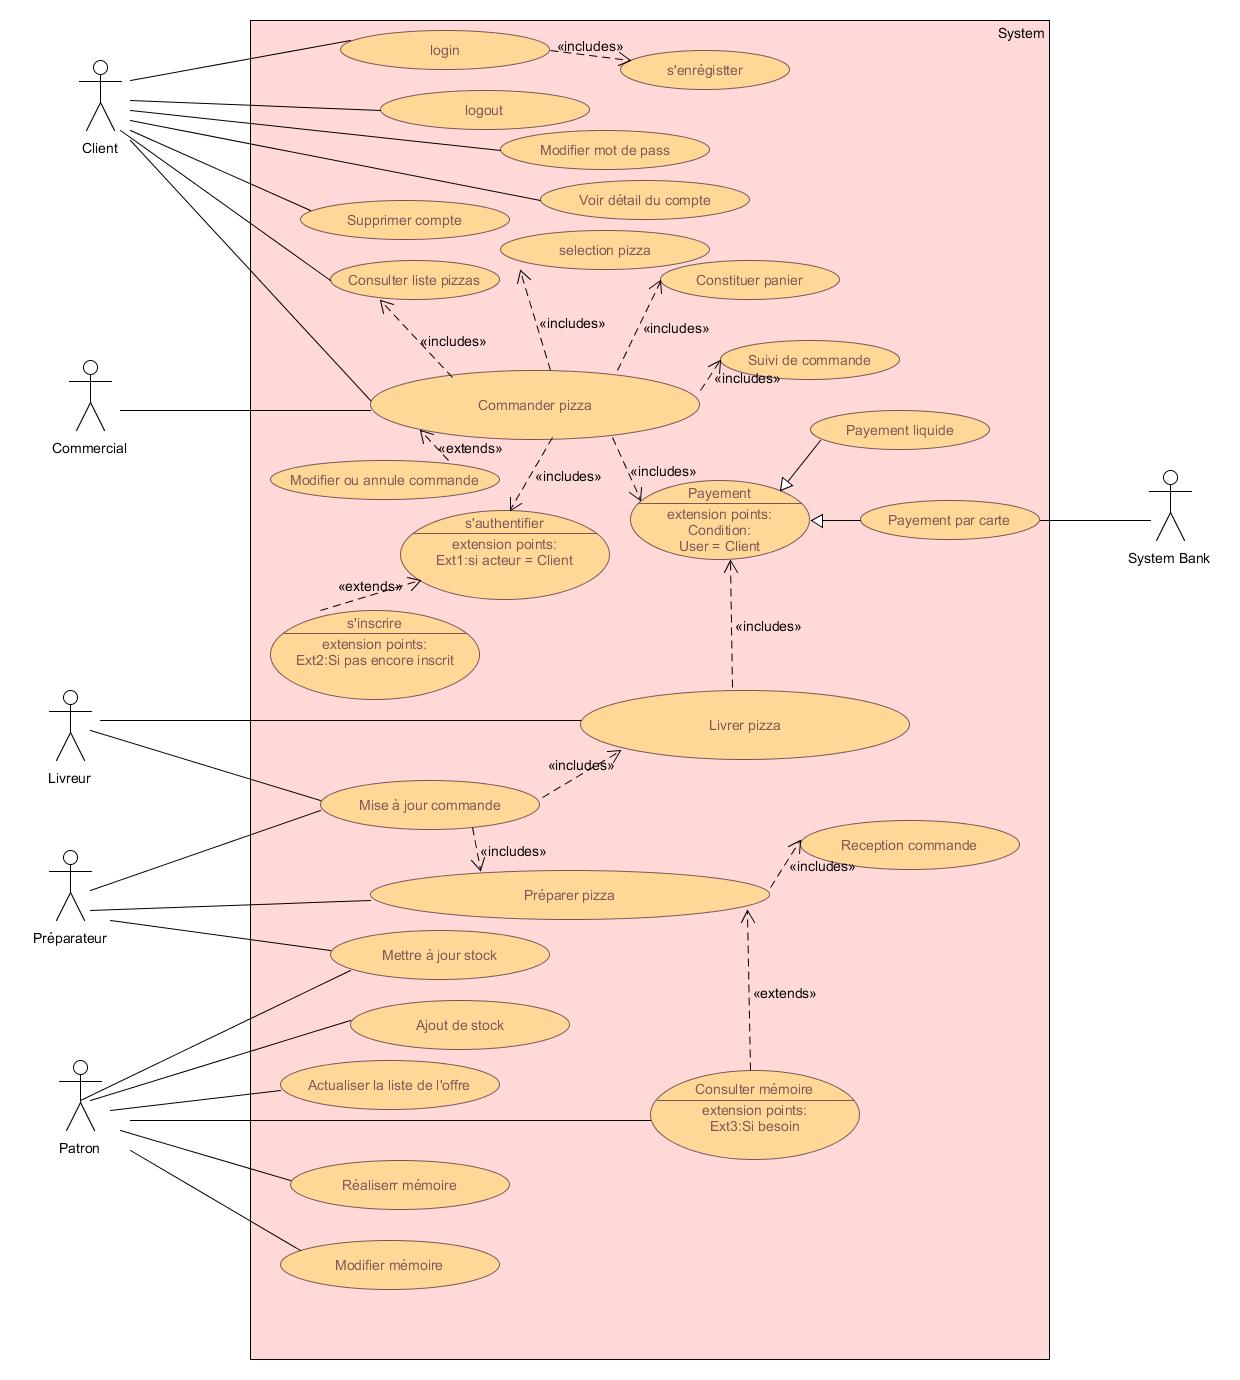 System
login
«includes»
s'enrégistter
logout
Client
Modifier mot de pass
Voir détail du compte
Supprimer compte
selection pizza
Consulter liste pizzas
Constituer panier
«includes»
«includes»
«includes»
Suivi de commande
«includes»
Commander pizza
Payement liquide
Commercial
«extends»
«includes»
«includes»
Modifier ou annule commande
Payement
extension points:
Condition:
User = Client
Payement par carte
s'authentifier
extension points:
Ext1:si acteur = Client
System Bank
«extends»
s'inscrire
extension points:
Ext2:Si pas encore inscrit
«includes»
Livrer pizza
Livreur
«includes»
Mise à jour commande
«includes»
Reception commande
«includes»
Préparer pizza
Préparateur
Mettre à jour stock
«extends»
Ajout de stock
Actualiser la liste de l'offre
Consulter mémoire
extension points:
Ext3:Si besoin
Patron
Réaliserr mémoire
Modifier mémoire